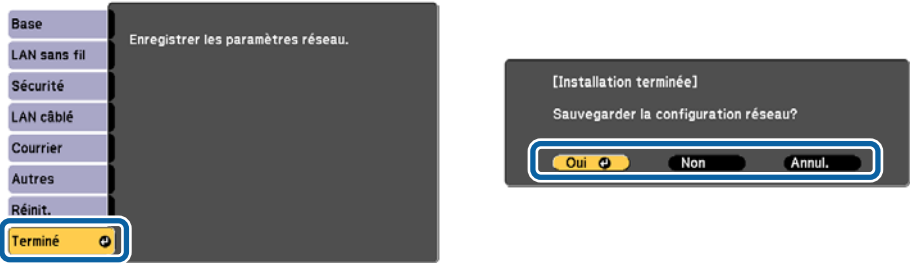 Base
LAN sans fil
Sécurité
LAN câblé
Courrier
Autres
Réinit.
Terminé
Enregistrer les paramètres réseau.
[Installation terminée]
Sauvegarder la configuration réseau?
Oui Non Annul.